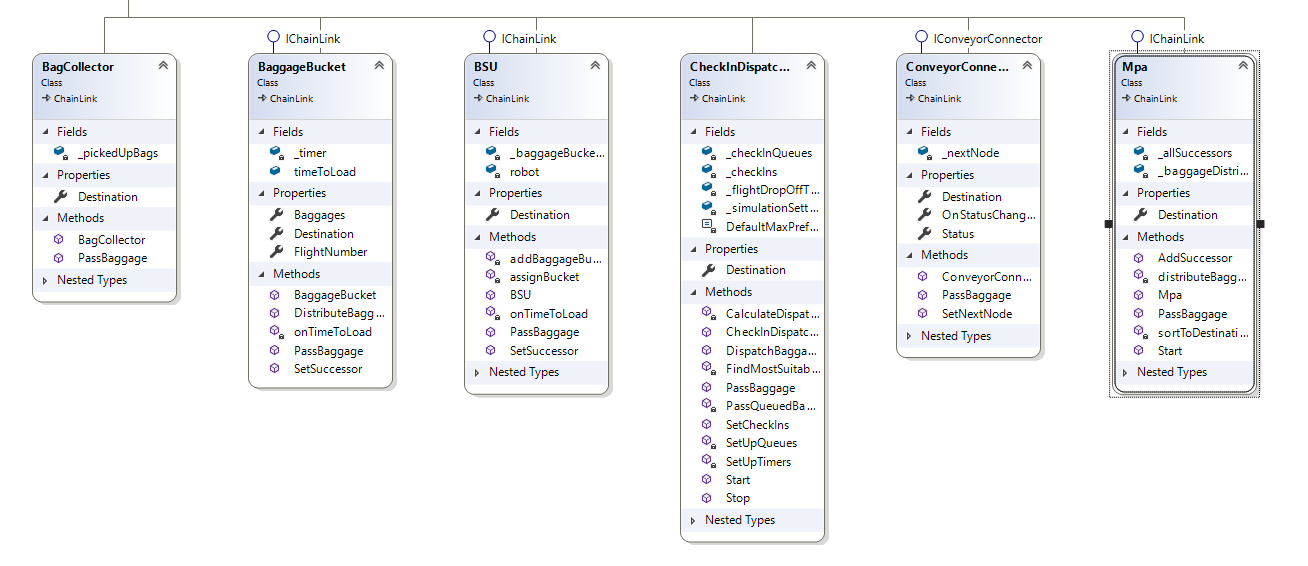 IChainLink
IChainLink
IConveyorConnector
IChainLink
BagCollector
Class
ChainLink
Fields
_pickedUpBags
Properties
Destination
Methods
BagCollector
PassBaggage
Nested Types
BaggageBucket
Class
ChainLink
Fields
_timer
timeToLoad
Properties
Baggages
Destination
FlightNumber
Methods
BaggageBucket
DistributeBagg...
onTimeToLoad
PassBaggage
SetSuccessor
BSU
Class
ChainLink
Fields
_baggageBucke...
robot
Properties
Destination
Methods
addBaggageBu...
assignBucket
BSU
onTimeToLoad
PassBaggage
SetSuccessor
Nested Types
CheckInDispatc...
Class
ChainLink
Fields
_checkInQueues
_checkIns
_flightDropOffT...
_simulationSett...
DefaultMaxPref...
Properties
Destination
Methods
CalculateDispat...
CheckInDispatc...
DispatchBagga...
FindMostSuitab...
PassBaggage
PassQueuedBa...
SetCheckIns
SetUpQueues
SetUpTimers
Start
Stop
Nested Types
ConveyorConne...
Class
ChainLink
Fields
_nextNode
Properties
Destination
OnStatusChang...
Status
Methods
ConveyorConn...
PassBaggage
SetNextNode
Nested Types
Mpa
Class
ChainLink
Fields
_allSuccessors
_baggageDistri...
Properties
Destination
Methods
AddSuccessor
distributeBagg...
Mpa
PassBaggage
sortToDestinati...
Start
Nested Types